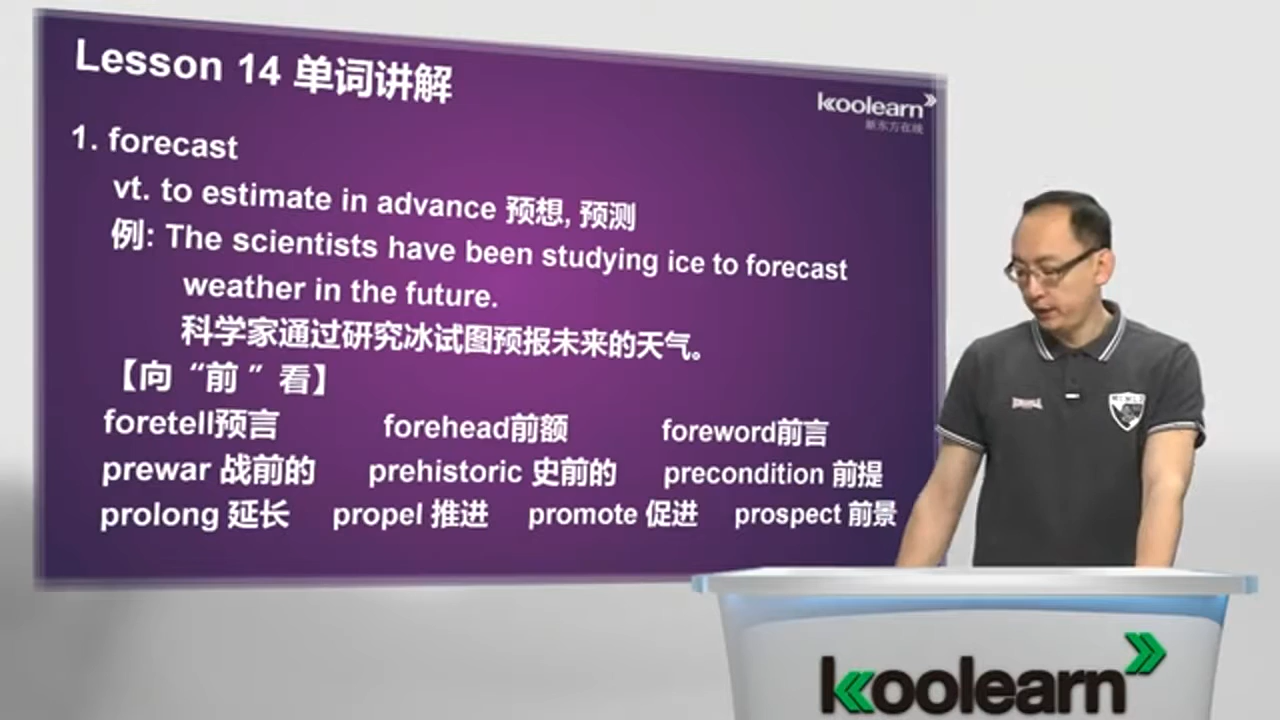 Lesson 14 单词讲解
koolearn
新东方在线
1. forecast
vt. to estimate in advance 预想, 预测
例: The scientists have been studying ice to forecast
weather in the future.
科学家通过研究冰试图预报未来的天气。
【向“前 ”看】
foretell预言 forehead前额 foreword前言
prewar 战前的 prehistoric 史前的 precondition 前提
prolong 延长 propel 推进 promote 促进 prospect 前景
koolearn